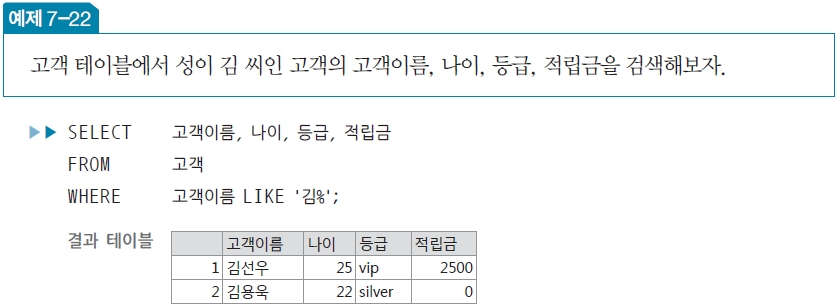 예제 7-22
고객 테이블에서 성이 김 씨인 고객의 고객이름, 나이, 등급, 적립금을 검색해보자.
▶▶ SELECT 고객이름, 나이, 등급, 적립금
FROM 고객
WHERE 고객이름 LIKE '김%';
결과 테이블
고객이름 나이 등급 적립금
1 김선우 25 vip 2500
2 김용욱 22 silver 0